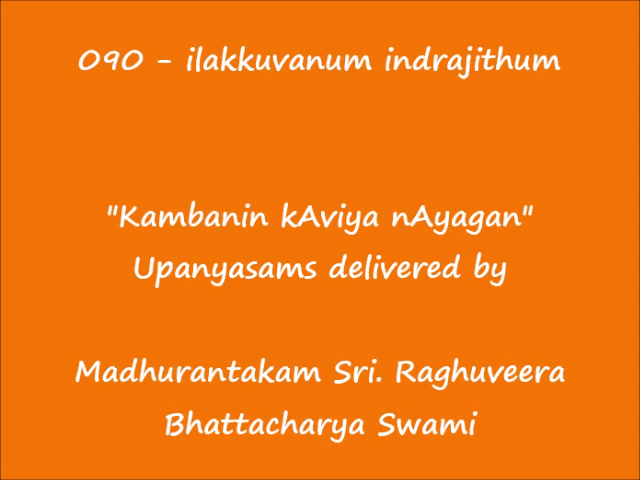 090 - ilakkuvanum indrajithum
"Kambanin kAviya nAyagan"
Upanyasams delivered by
Madhurantakam Sri. Raghuveera
Bhattacharya Swami